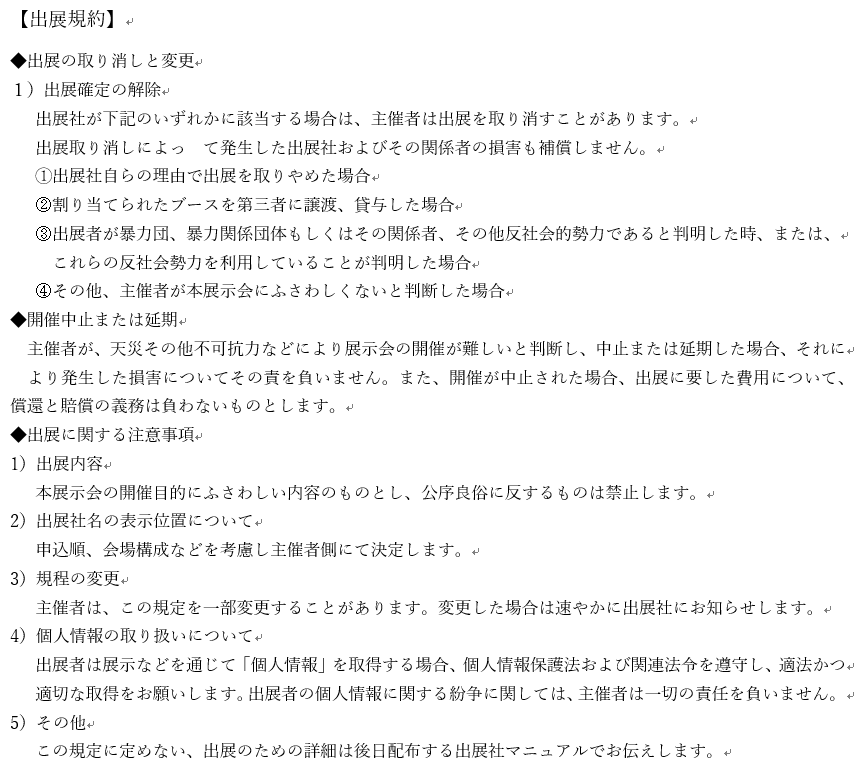 【出展規約】
◆出展の取り消しと変更
１）出展確定の解除
出展社が下記のいずれかに該当する場合は、主催者は出展を取り消すことがあります。
出展取り消しによっ　て発生した出展社およびその関係者の損害も補償しません。
①出展社自らの理由で出展を取りやめた場合
②割り当てられたブースを第三者に譲渡、貸与した場合
③出展者が暴力団、暴力関係団体もしくはその関係者、その他反社会的勢力であると判明した時、または、
これらの反社会勢力を利用していることが判明した場合
④その他、主催者が本展示会にふさわしくないと判断した場合
◆開催中止または延期
主催者が、天災その他不可抗力などにより展示会の開催が難しいと判断し、中止または延期した場合、それに
より発生した損害についてその責を負いません。また、開催が中止された場合、出展に要した費用について、
償還と賠償の義務は負わないものとします。
◆出展に関する注意事項
1）出展内容
本展示会の開催目的にふさわしい内容のものとし、公序良俗に反するものは禁止します。
2）出展社名の表示位置について
申込順、会場構成などを考慮し主催者側にて決定します。
3）規程の変更
主催者は、この規定を一部変更することがあります。変更した場合は速やかに出展社にお知らせします。
4）個人情報の取り扱いについて
出展者は展示などを通じて「個人情報」を取得する場合、個人情報保護法および関連法令を遵守し、適法かつ
適切な取得をお願いします。出展者の個人情報に関する紛争に関しては、主催者は一切の責任を負いません。
5）その他
この規定に定めない、出展のための詳細は後日配布する出展社マニュアルでお伝えします。